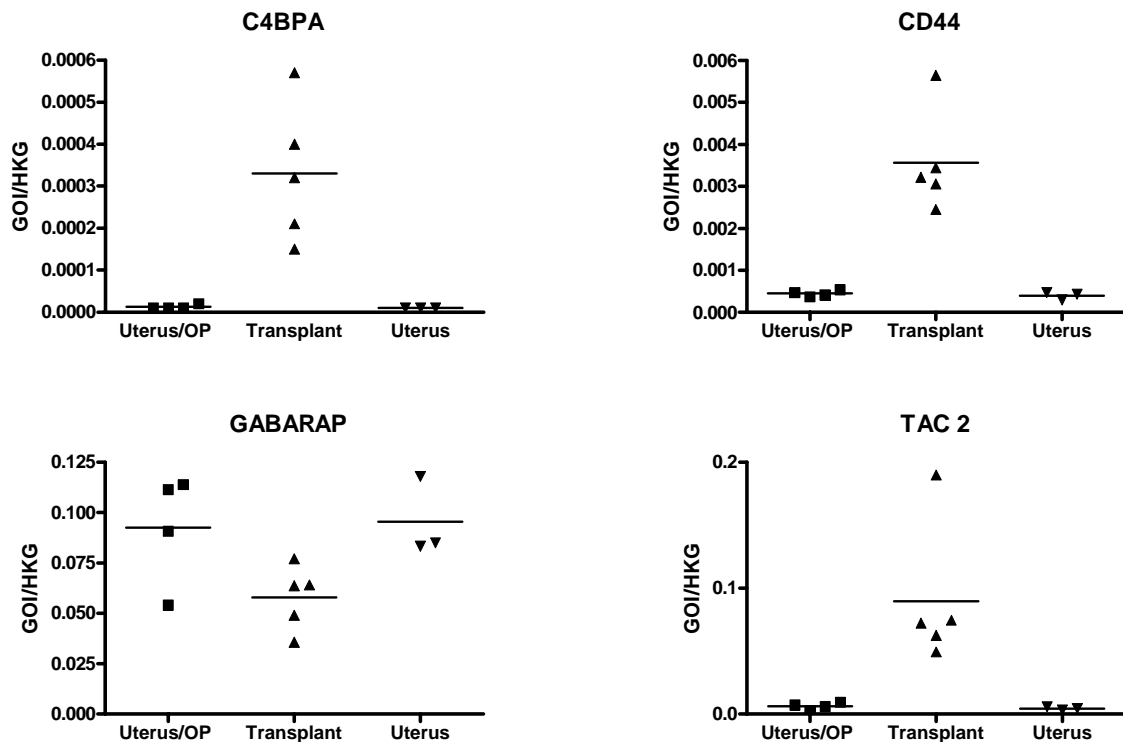 C4BPA
GOI/HKG
0.0006
0.0005
0.0004
0.0003
0.0002
0.0001
0.0000
Uterus/OP Transplant Uterus
CD44
GOI/HKG
0.006
0.005
0.004
0.003
0.002
0.001
0.000
Uterus/OP Transplant Uterus
GABARAP
GOI/HKG
0.125
0.100
0.075
0.050
0.025
0.000
Uterus/OP Transplant Uterus
TAC 2
GOI/HKG
0.2
0.1
0.0
Uterus/OP Transplant Uterus